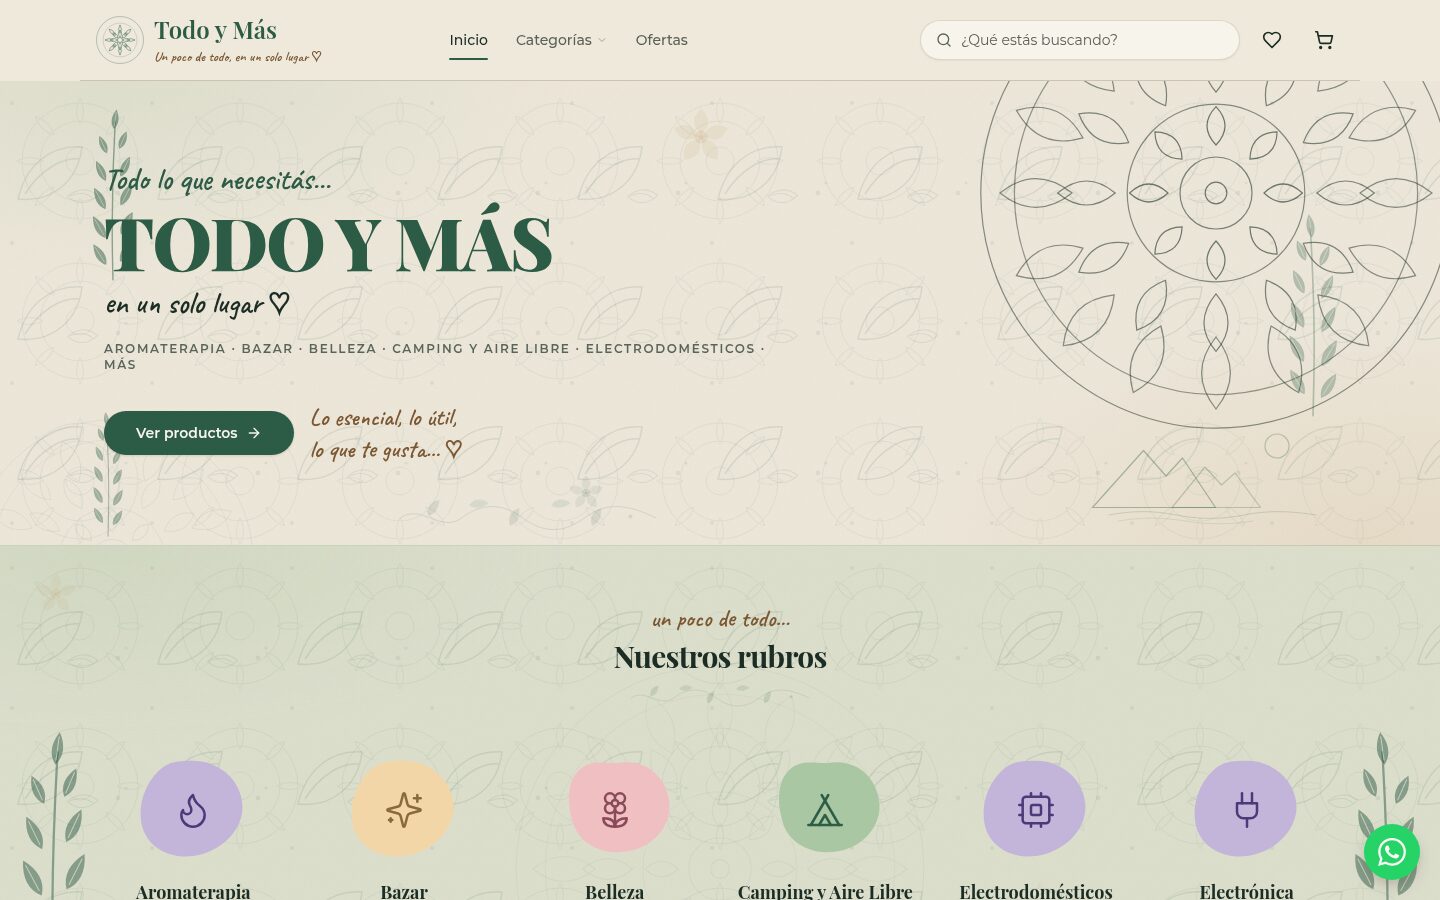 Todo y Más
Un poco de todo, en un solo lugar ♡
Inicio
Categorías
Ofertas
¿Qué estás buscando?
Todo lo que necesitás...
TODO Y MÁS
en un solo lugar ♡
AROMATERAPIA · BAZAR · BELLEZA · CAMPING Y AIRE LIBRE · ELECTRODOMÉSTICOS ·
MÁS
Ver productos
Lo esencial, lo útil,
lo que te gusta... ♡
un poco de todo...
Nuestros rubros
Aromaterapia
Bazar
Belleza
Camping y Aire Libre
Electrodomésticos
Electrónica